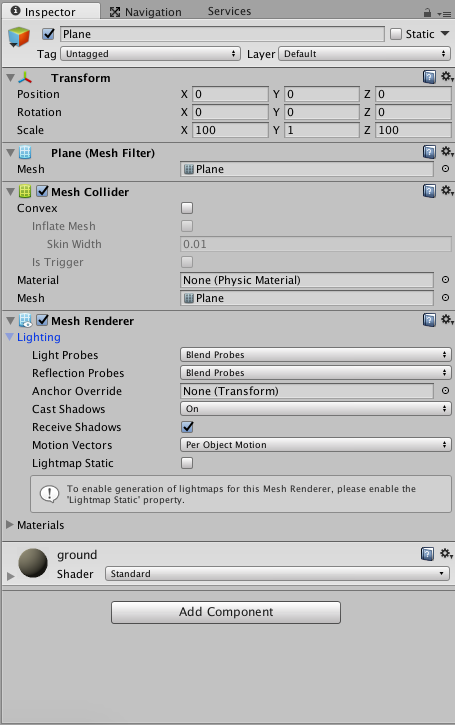 Inspector Navigation Services
Plane Static
Tag Untagged Layer Default
Transform
Position X 0 Y 0 Z 0
Rotation X 0 Y 0 Z 0
Scale X 100 Y 1 Z 100
Plane (Mesh Filter)
Mesh Plane
Mesh Collider
Convex
Inflate Mesh
Skin Width 0.01
Is Trigger
Material None (Physic Material)
Mesh Plane
Mesh Renderer
Lighting
Light Probes Blend Probes
Reflection Probes Blend Probes
Anchor Override None (Transform)
Cast Shadows On
Receive Shadows
Motion Vectors Per Object Motion
Lightmap Static
To enable generation of lightmaps for this Mesh Renderer, please enable the
'Lightmap Static' property.
Materials
ground
Shader Standard
Add Component